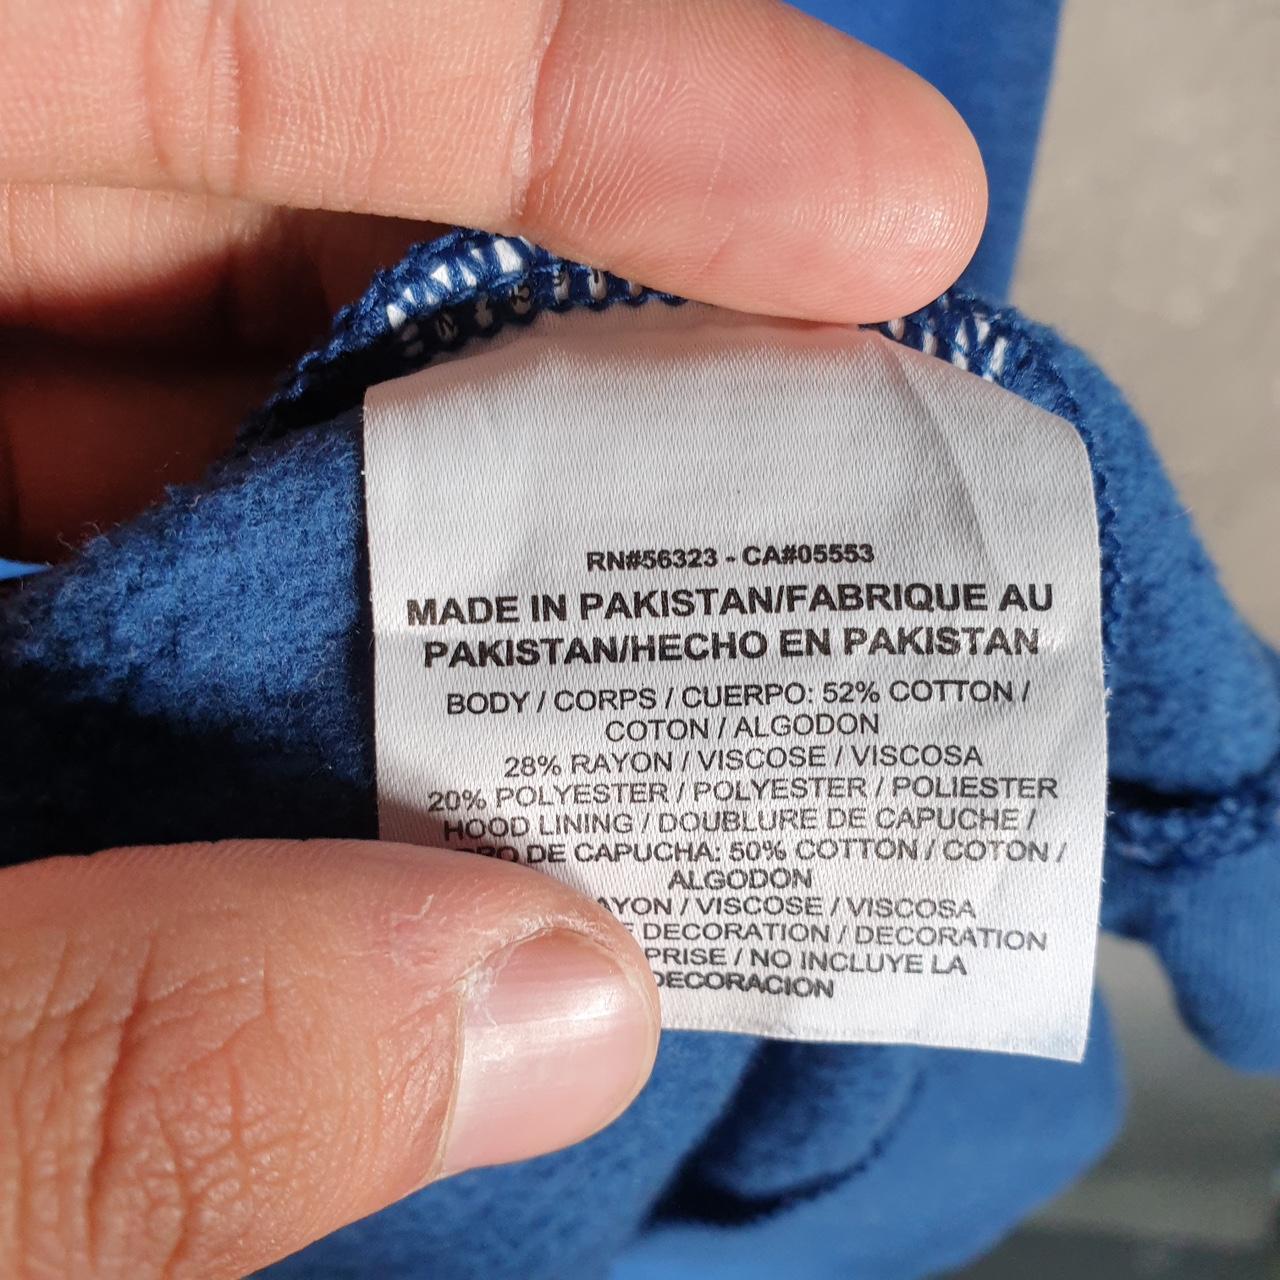 RN#56323 - CA#05553
MADE IN PAKISTAN/FABRIQUE AU
PAKISTAN/HECHO EN PAKISTAN
BODY / CORPS / CUERPO: 52% COTTON /
COTON / ALGODON
28% RAYON / VISCOSE / VISCOSA
20% POLYESTER / POLYESTER / POLIESTER
HOOD LINING / DOUBLURE DE CAPUCHE /
DE CAPUCHA: 50% COTTON / COTON /
ALGODON
/ VISCOSE / VISCOSA
DECORATION / DECORATION
/ NO INCLUYE LA
DECORACION